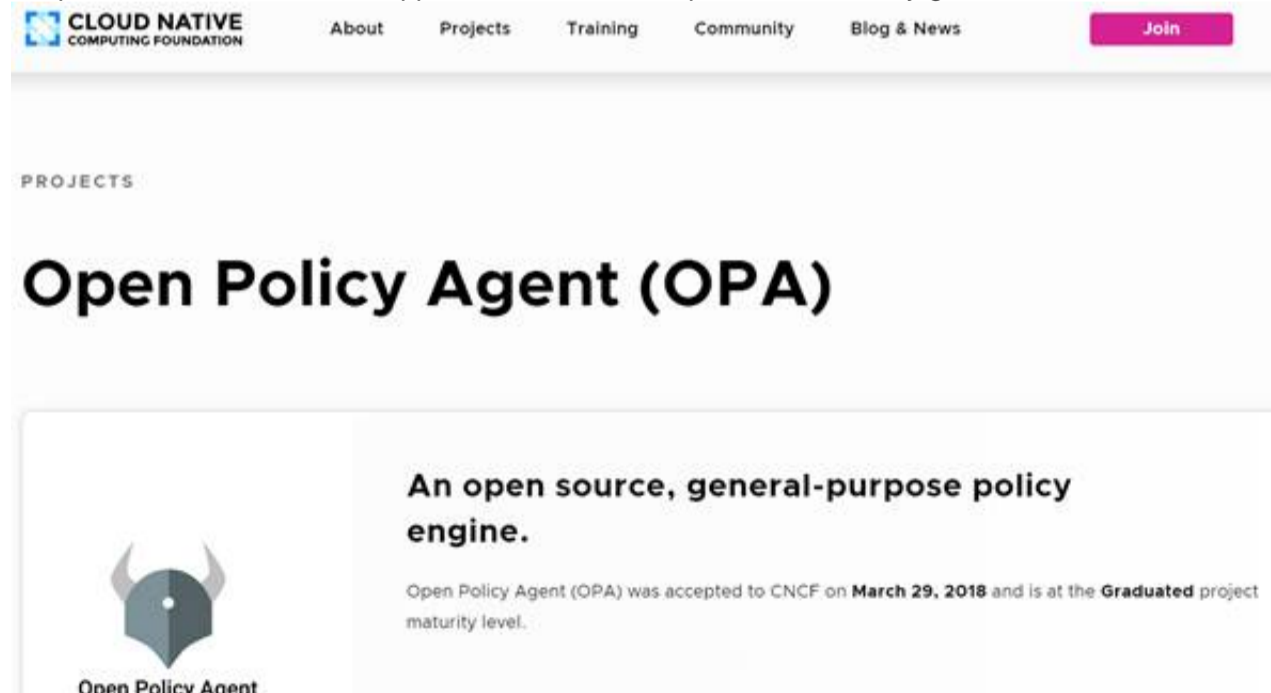 CLOUD NATIVE
COMPUTING FOUNDATION
About Projects Training Community Blog & News Join
PROJECTS
Open Policy Agent (OPA)
An open source, general-purpose policy
engine.
Open Policy Agent (OPA) was accepted to CNCF on March 29, 2018 and is at the Graduated project
maturity level.
Open Policy Agent